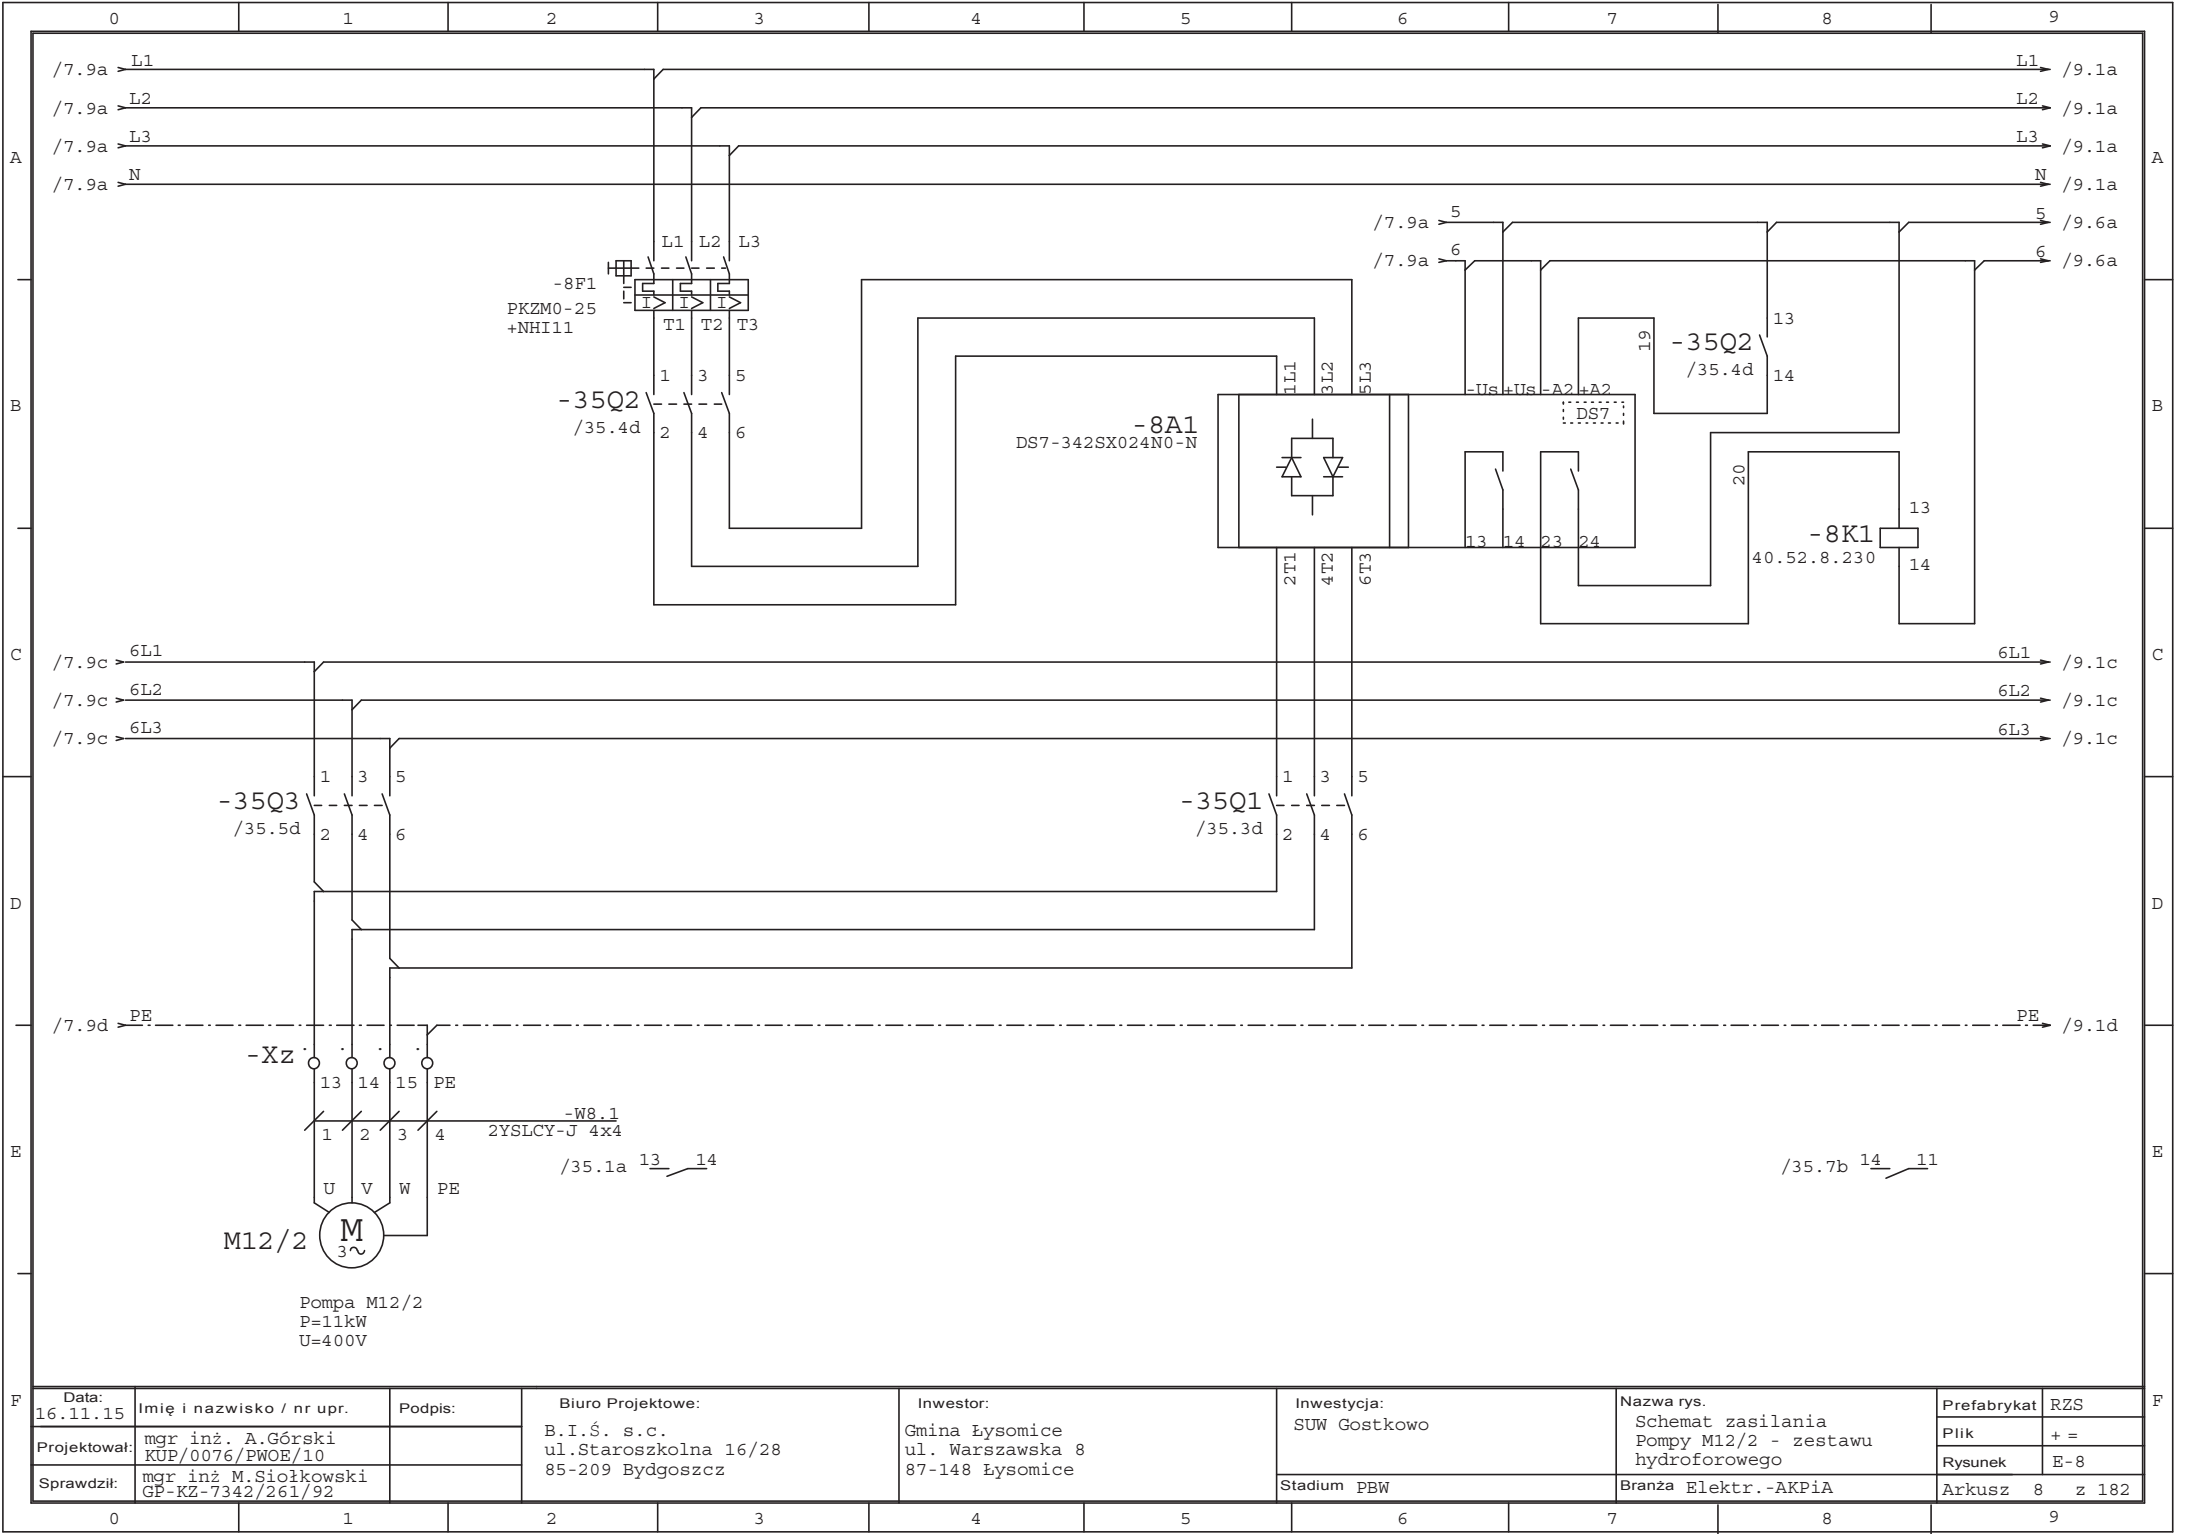 0 1 2 3 4 5 6 7 8 9
/7.9a L1 L1 /9.1a
/7.9a L2 L2 /9.1a
/7.9a L3 L3 /9.1a
A A
/7.9a N N /9.1a
/7.9a 5 5 /9.6a
/7.9a 6 6 /9.6a
L1 L2 L3
-8F1
PKZM0-25
+NHI11
I> I> I>
T1 T2 T3
1 3 5
-35Q2
/35.4d
2 4 6
B B
1L1 3L2 5L3
-Us +Us -A2 +A2
DS7
-8A1
DS7-342SX024N0-N
13 14 23 24
2T1 4T2 6T3
19
13
-35Q2
/35.4d
14
20
13
-8K1
40.52.8.230
14
C C
/7.9c 6L1 6L1 /9.1c
/7.9c 6L2 6L2 /9.1c
/7.9c 6L3 6L3 /9.1c
1 3 5
-35Q3
/35.5d
2 4 6
1 3 5
-35Q1
/35.3d
2 4 6
D D
/7.9d PE PE /9.1d
-Xz
13 14 15 PE
-W8.1
2YSLCY-J 4x4
1 2 3 4
E E
/35.1a 13 14
/35.7b 14 11
U V W PE
M12/2
M
3~
Pompa M12/2
P=11kW
U=400V
F F
Data:
16.11.15
Imię i nazwisko / nr upr.
Podpis:
Projektował:
mgr inż. A.Górski
KUP/0076/PWOE/10
Sprawdził:
mgr inż M.Siołkowski
GP-KZ-7342/261/92
Biuro Projektowe:
B.I.Ś. s.c.
ul.Staroszkolna 16/28
85-209 Bydgoszcz
Inwestor:
Gmina Łysomice
ul. Warszawska 8
87-148 Łysomice
Inwestycja:
SUW Gostkowo
Stadium PBW
Nazwa rys.
Schemat zasilania
Pompy M12/2 - zestawu
hydroforowego
Branża Elektr.-AKPiA
Prefabrykat RZS
Plik + =
Rysunek E-8
Arkusz 8 z 182
0 1 2 3 4 5 6 7 8 9